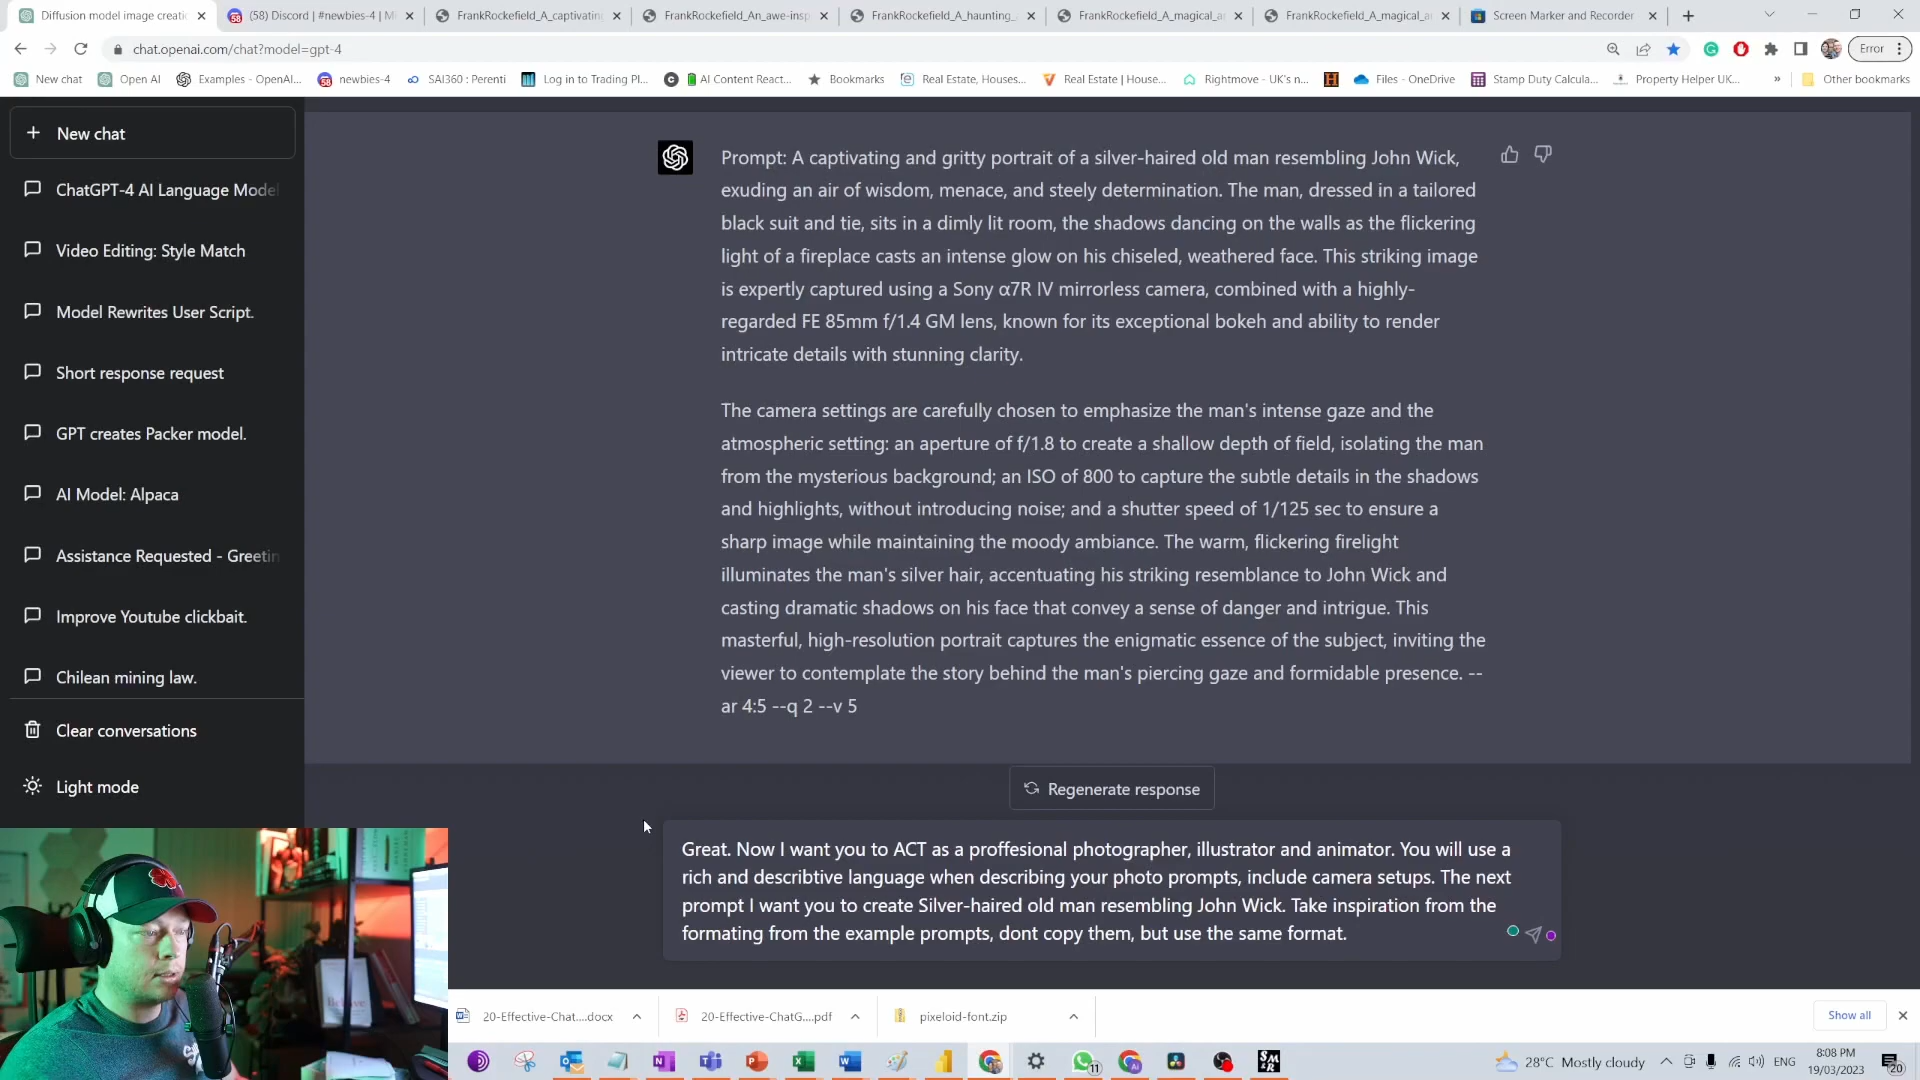 Diffusion model image creati
(58) Discord | #newbies-4 | Mi
FrankRockefield_A_captivating
FrankRockefield_An_awe-insp
FrankRockefield_A_haunting_
FrankRockefield_A_magical_a
FrankRockefield_A_magical_ar
Screen Marker and Recorder
chat.openai.com/chat?model=gpt-4
Error
New chat
Open AI
Examples - OpenAI...
newbies-4
SAI360 : Perenti
Log in to Trading Pl...
AI Content React...
Bookmarks
Real Estate, Houses...
Real Estate | House...
Rightmove - UK's n...
Files - OneDrive
Stamp Duty Calcula...
Property Helper UK...
»
Other bookmarks
New chat
ChatGPT-4 AI Language Model
Video Editing: Style Match
Model Rewrites User Script.
Short response request
GPT creates Packer model.
AI Model: Alpaca
Assistance Requested - Greetin
Improve Youtube clickbait.
Chilean mining law.
Clear conversations
Light mode
Prompt: A captivating and gritty portrait of a silver-haired old man resembling John Wick,
exuding an air of wisdom, menace, and steely determination. The man, dressed in a tailored
black suit and tie, sits in a dimly lit room, the shadows dancing on the walls as the flickering
light of a fireplace casts an intense glow on his chiseled, weathered face. This striking image
is expertly captured using a Sony α7R IV mirrorless camera, combined with a highly-
regarded FE 85mm f/1.4 GM lens, known for its exceptional bokeh and ability to render
intricate details with stunning clarity.
The camera settings are carefully chosen to emphasize the man's intense gaze and the
atmospheric setting: an aperture of f/1.8 to create a shallow depth of field, isolating the man
from the mysterious background; an ISO of 800 to capture the subtle details in the shadows
and highlights, without introducing noise; and a shutter speed of 1/125 sec to ensure a
sharp image while maintaining the moody ambiance. The warm, flickering firelight
illuminates the man's silver hair, accentuating his striking resemblance to John Wick and
casting dramatic shadows on his face that convey a sense of danger and intrigue. This
masterful, high-resolution portrait captures the enigmatic essence of the subject, inviting the
viewer to contemplate the story behind the man's piercing gaze and formidable presence. --
ar 4:5 --q 2 --v 5
Regenerate response
Great. Now I want you to ACT as a proffesional photographer, illustrator and animator. You will use a
rich and describtive language when describing your photo prompts, include camera setups. The next
prompt I want you to create Silver-haired old man resembling John Wick. Take inspiration from the
formating from the example prompts, dont copy them, but use the same format.
20-Effective-Chat....docx
20-Effective-ChatG....pdf
pixeloid-font.zip
Show all
28°C Mostly cloudy
ENG
8:08 PM
19/03/2023
20
11